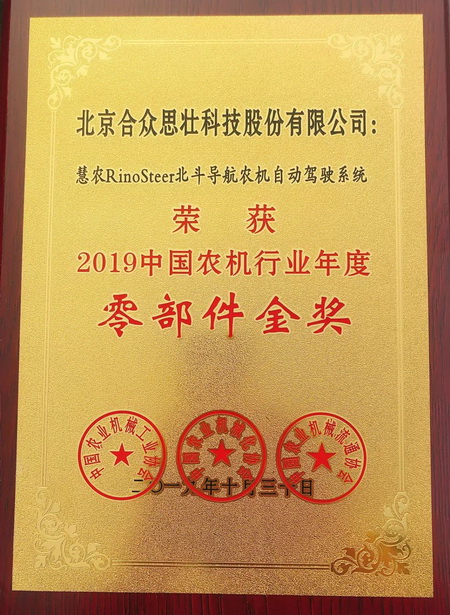 北京合众思壮科技股份有限公司：
慧农RinoSteer北斗导航农机自动驾驶系统
荣 获
2019中国农机行业年度
零部件金奖
中国农业机械工业协会
中国农业机械化协会
中国农业机械流通协会
二〇一九年十月三十日